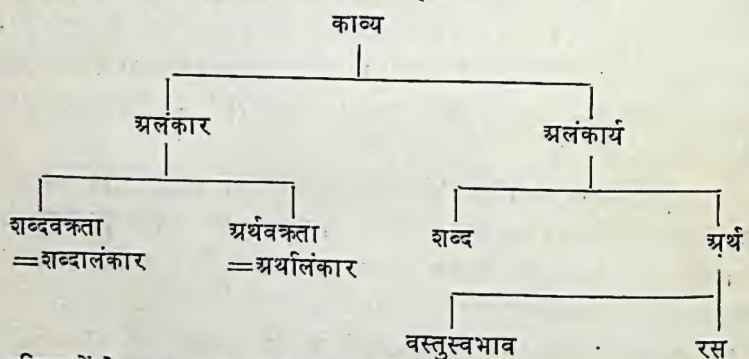 काव्य
अलंकार अलंकार्य
शब्दवक्रता अर्थवक्रता शब्द अर्थ
=शब्दालंकार =अर्थालंकार
वस्तुस्वभाव रस